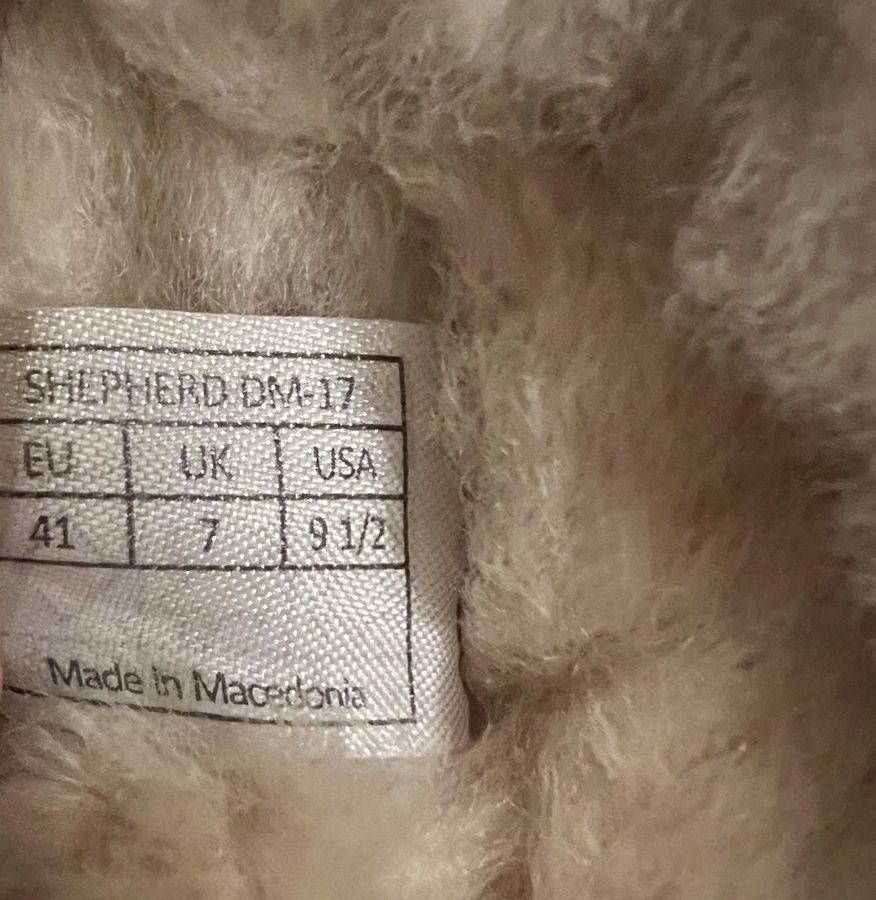 SHEPHERD DM-17
EU UK USA
41 7 9 1/2
Made in Macedonia